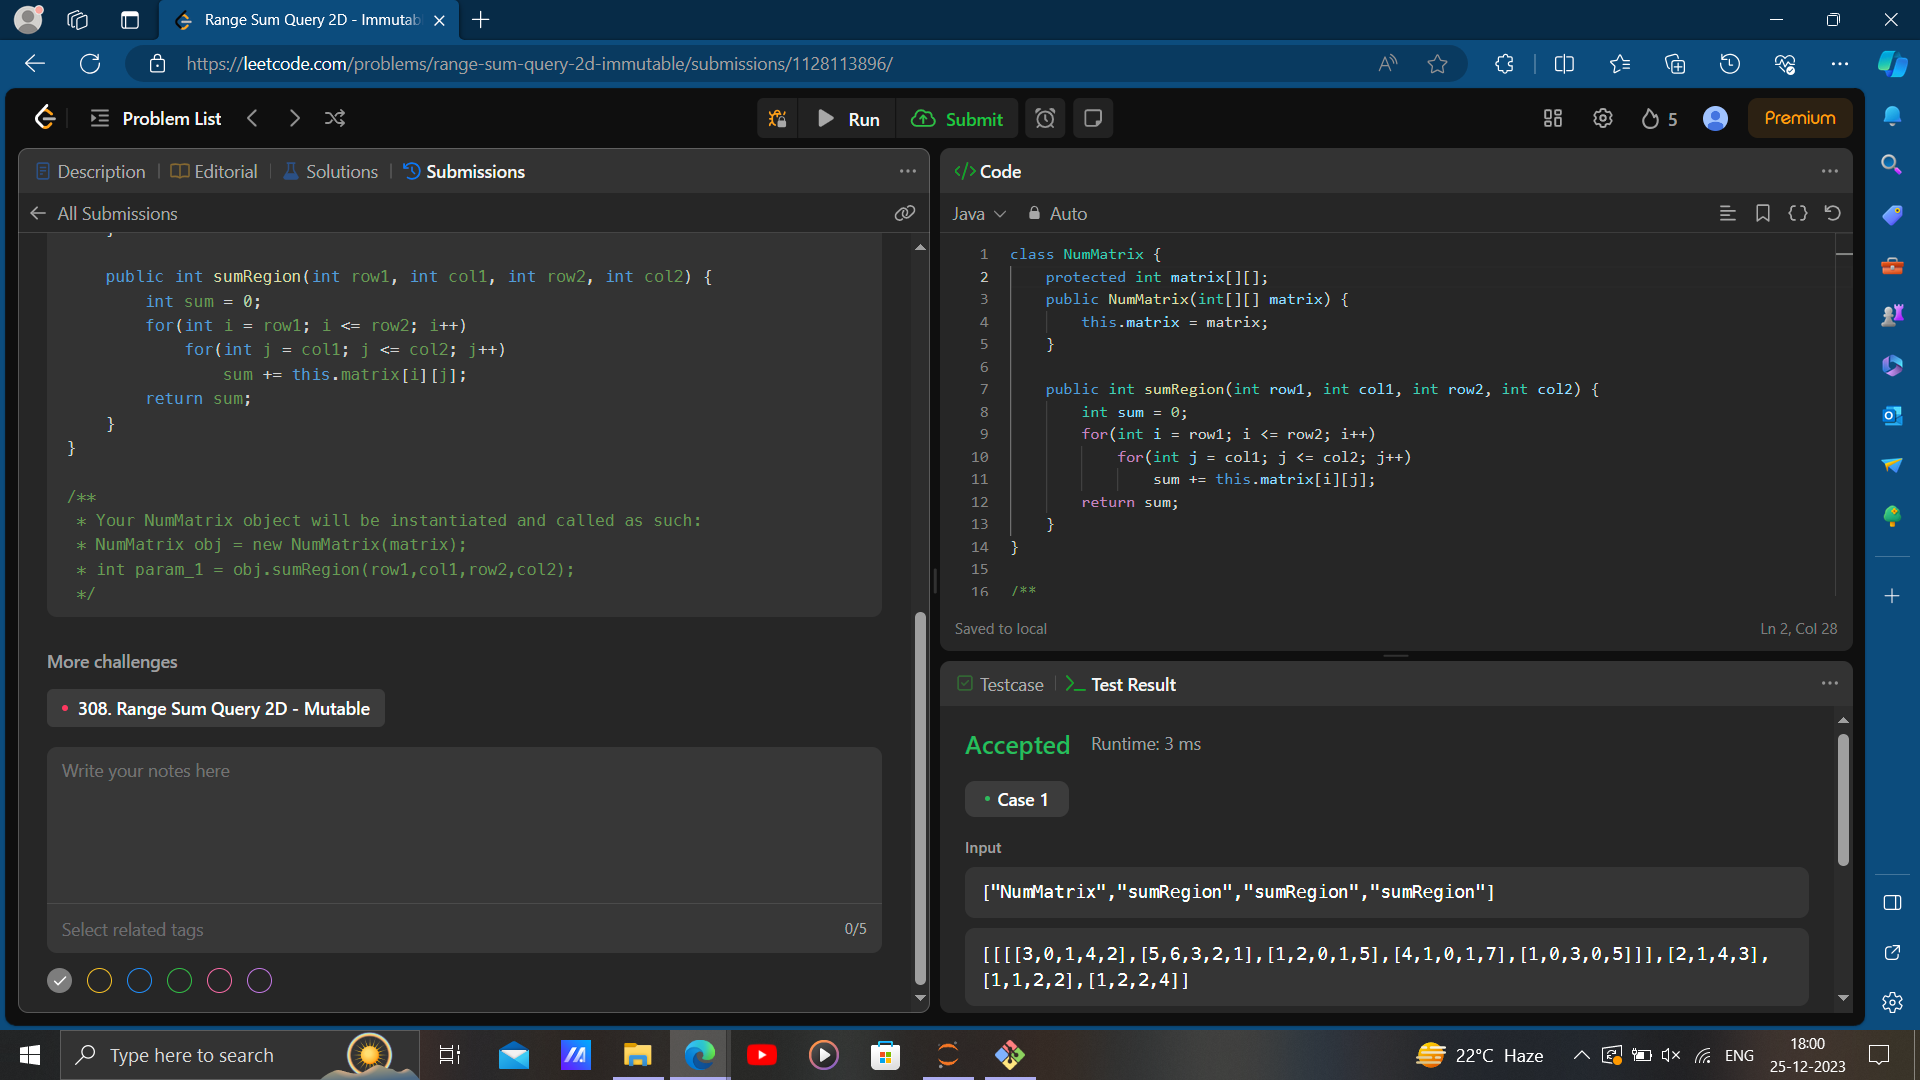 Range Sum Query 2D - Immutab
https://leetcode.com/problems/range-sum-query-2d-immutable/submissions/1128113896/
Problem List
Run
Submit
5
Premium
Description
Editorial
Solutions
Submissions
All Submissions
}
public int sumRegion(int row1, int col1, int row2, int col2) {
int sum = 0;
for(int i = row1; i <= row2; i++)
for(int j = col1; j <= col2; j++)
sum += this.matrix[i][j];
return sum;
}
}
/**
* Your NumMatrix object will be instantiated and called as such:
* NumMatrix obj = new NumMatrix(matrix);
* int param_1 = obj.sumRegion(row1,col1,row2,col2);
*/
More challenges
308. Range Sum Query 2D - Mutable
Write your notes here
Select related tags
0/5
Code
Java
Auto
1 class NumMatrix {
2 protected int matrix[][];
3 public NumMatrix(int[][] matrix) {
4 this.matrix = matrix;
5 }
6
7 public int sumRegion(int row1, int col1, int row2, int col2) {
8 int sum = 0;
9 for(int i = row1; i <= row2; i++)
10 for(int j = col1; j <= col2; j++)
11 sum += this.matrix[i][j];
12 return sum;
13 }
14 }
15
16 /**
Saved to local
Ln 2, Col 28
Testcase
Test Result
Accepted
Runtime: 3 ms
Case 1
Input
["NumMatrix","sumRegion","sumRegion","sumRegion"]
[[[[3,0,1,4,2],[5,6,3,2,1],[1,2,0,1,5],[4,1,0,1,7],[1,0,3,0,5]]],[2,1,4,3],
[1,1,2,2],[1,2,2,4]]
Type here to search
22°C Haze
ENG
18:00
25-12-2023